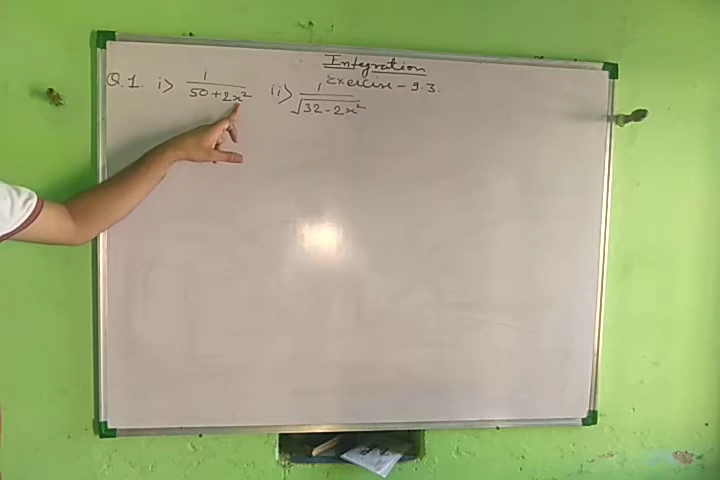 Integration
Exercise - 9.3.
Q.1. i> 1/(50+2x²) ii> 1/√(32-2x²)